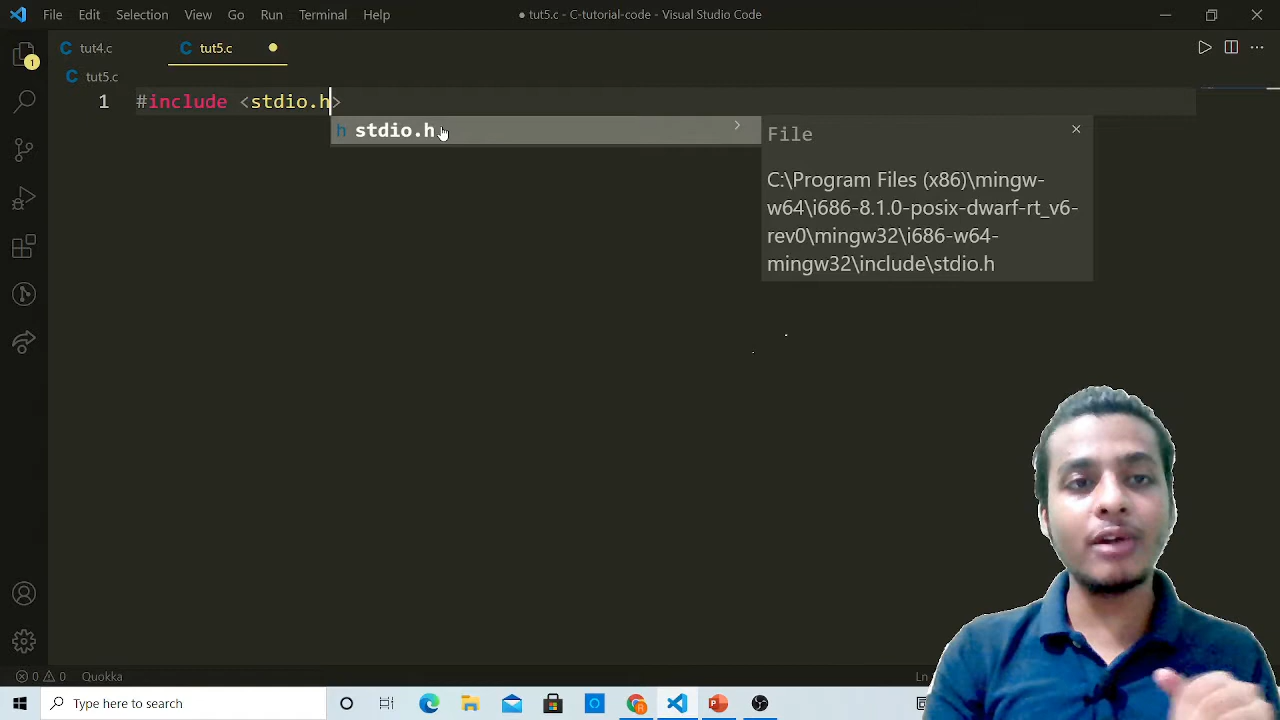 File Edit Selection View Go Run Terminal Help
● tut5.c - C-tutorial-code - Visual Studio Code
C tut4.c
C tut5.c
C tut5.c
1 #include <stdio.h>
h stdio.h
File
C:\Program Files (x86)\mingw-
w64\i686-8.1.0-posix-dwarf-rt_v6-
rev0\mingw32\i686-w64-
mingw32\include\stdio.h
1
0 0 Quokka
Ln
Type here to search